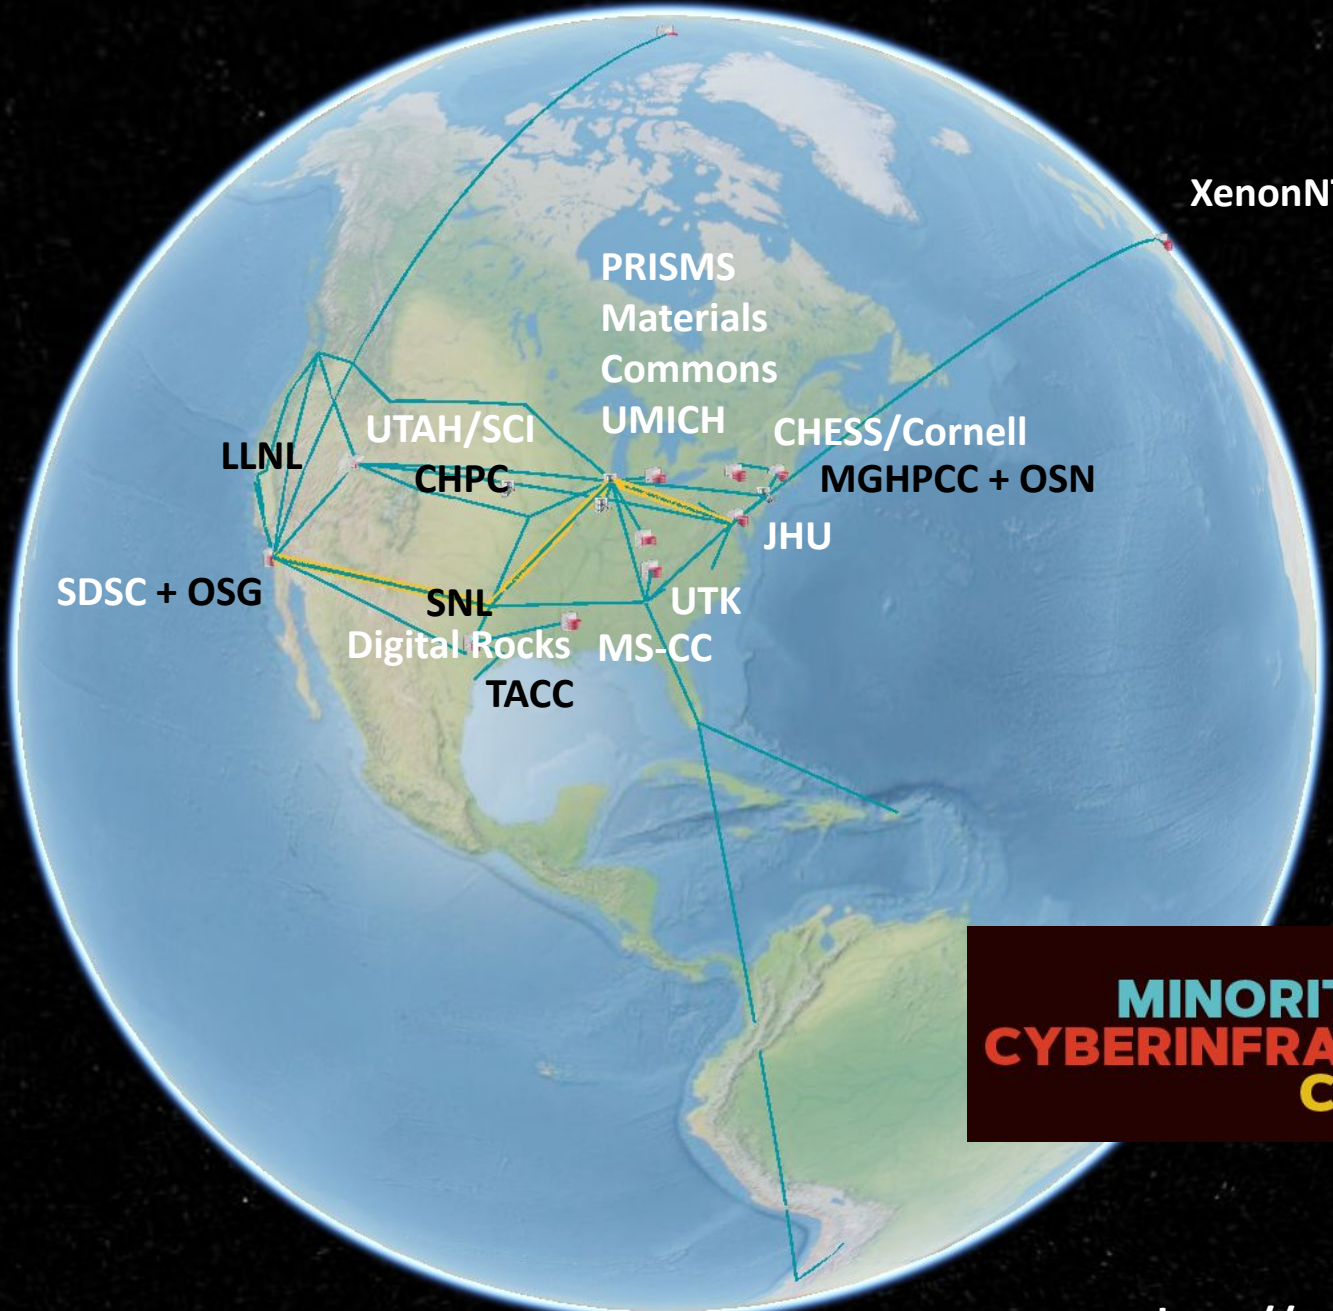 XenonN
PRISMS
Materials
Commons
UMICH
UTAH/SCI
CHESS/Cornell
LLNL
CHPC
MGHPCC + OSN
JHU
SDSC + OSG
SNL
UTK
Digital Rocks
MS-CC
TACC
MINORIT
CYBERINFRA
C